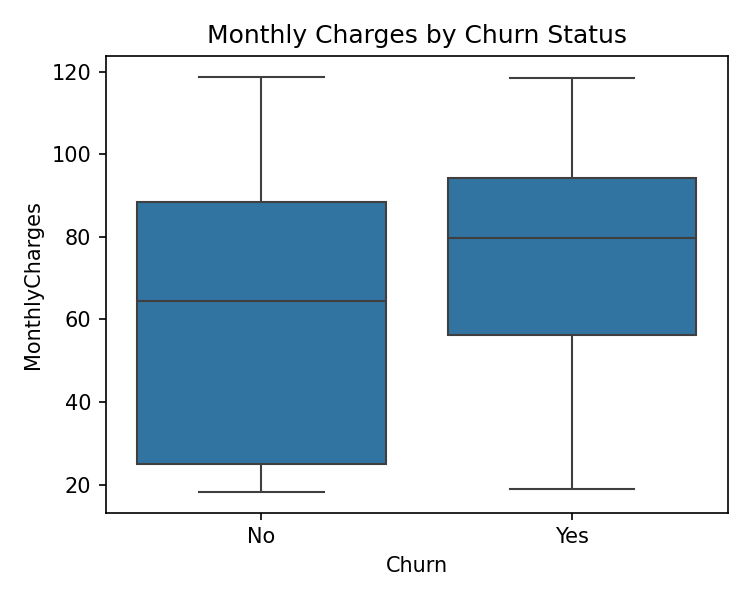 Monthly Charges by Churn Status
120
100
80
60
40
20
MonthlyCharges
No
Yes
Churn